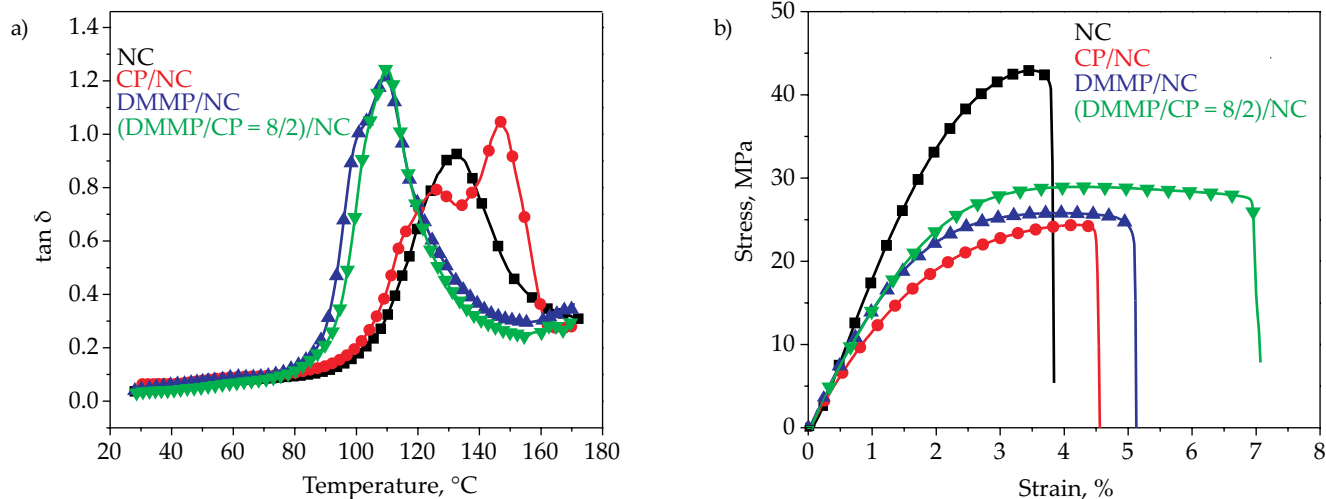 a)
1.4
1.2
1.0
0.8
0.6
0.4
0.2
0.0
tan δ
NC
CP/NC
DMMP/NC
(DMMP/CP = 8/2)/NC
20 40 60 80 100 120 140 160 180
Temperature, °C
b)
50
40
30
20
10
0
Stress, MPa
NC
CP/NC
DMMP/NC
(DMMP/CP = 8/2)/NC
0 1 2 3 4 5 6 7 8
Strain, %